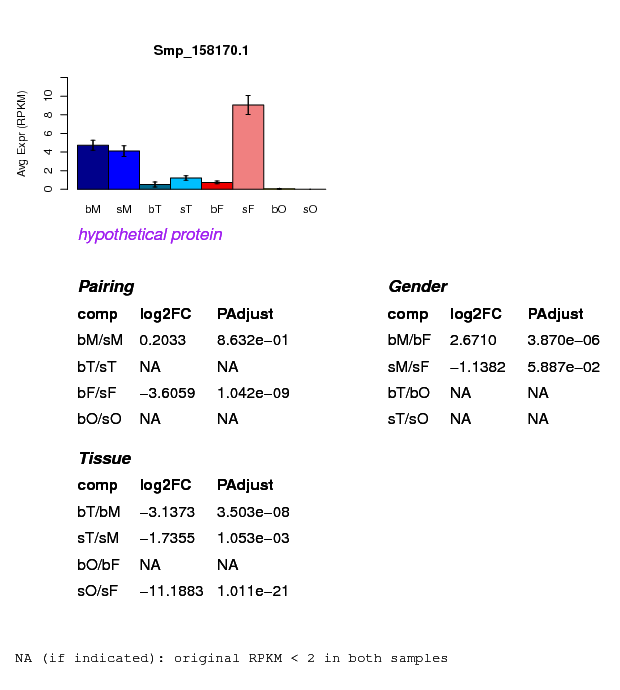 Smp_158170.1
Avg Expr (RPKM)
0 2 4 6 8 10
bM sM bT sT bF sF bO sO
hypothetical protein
Pairing
comp log2FC PAdjust
bM/sM 0.2033 8.632e−01
bT/sT NA NA
bF/sF −3.6059 1.042e−09
bO/sO NA NA
Gender
comp log2FC PAdjust
bM/bF 2.6710 3.870e−06
sM/sF −1.1382 5.887e−02
bT/bO NA NA
sT/sO NA NA
Tissue
comp log2FC PAdjust
bT/bM −3.1373 3.503e−08
sT/sM −1.7355 1.053e−03
bO/bF NA NA
sO/sF −11.1883 1.011e−21
NA (if indicated): original RPKM < 2 in both samples